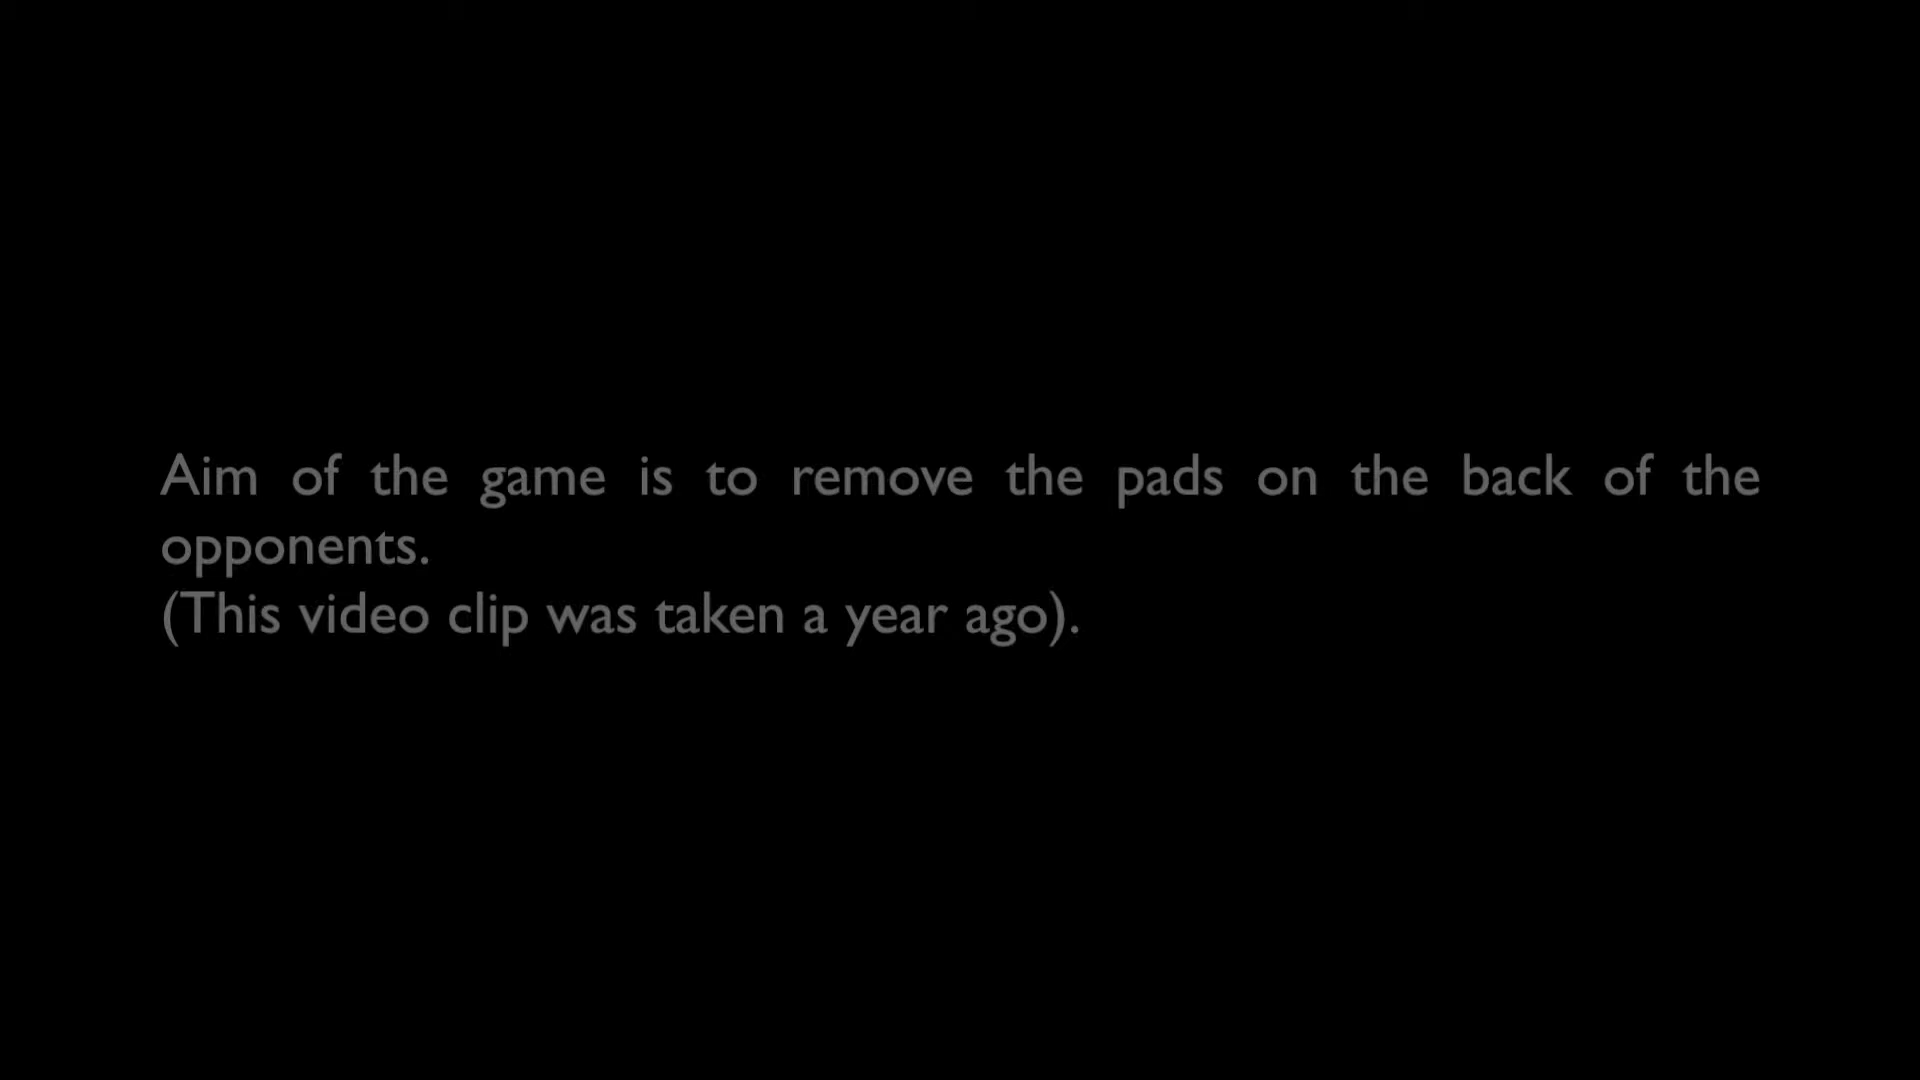 Aim of the game is to remove the pads on the back of the
opponents.
(This video clip was taken a year ago).